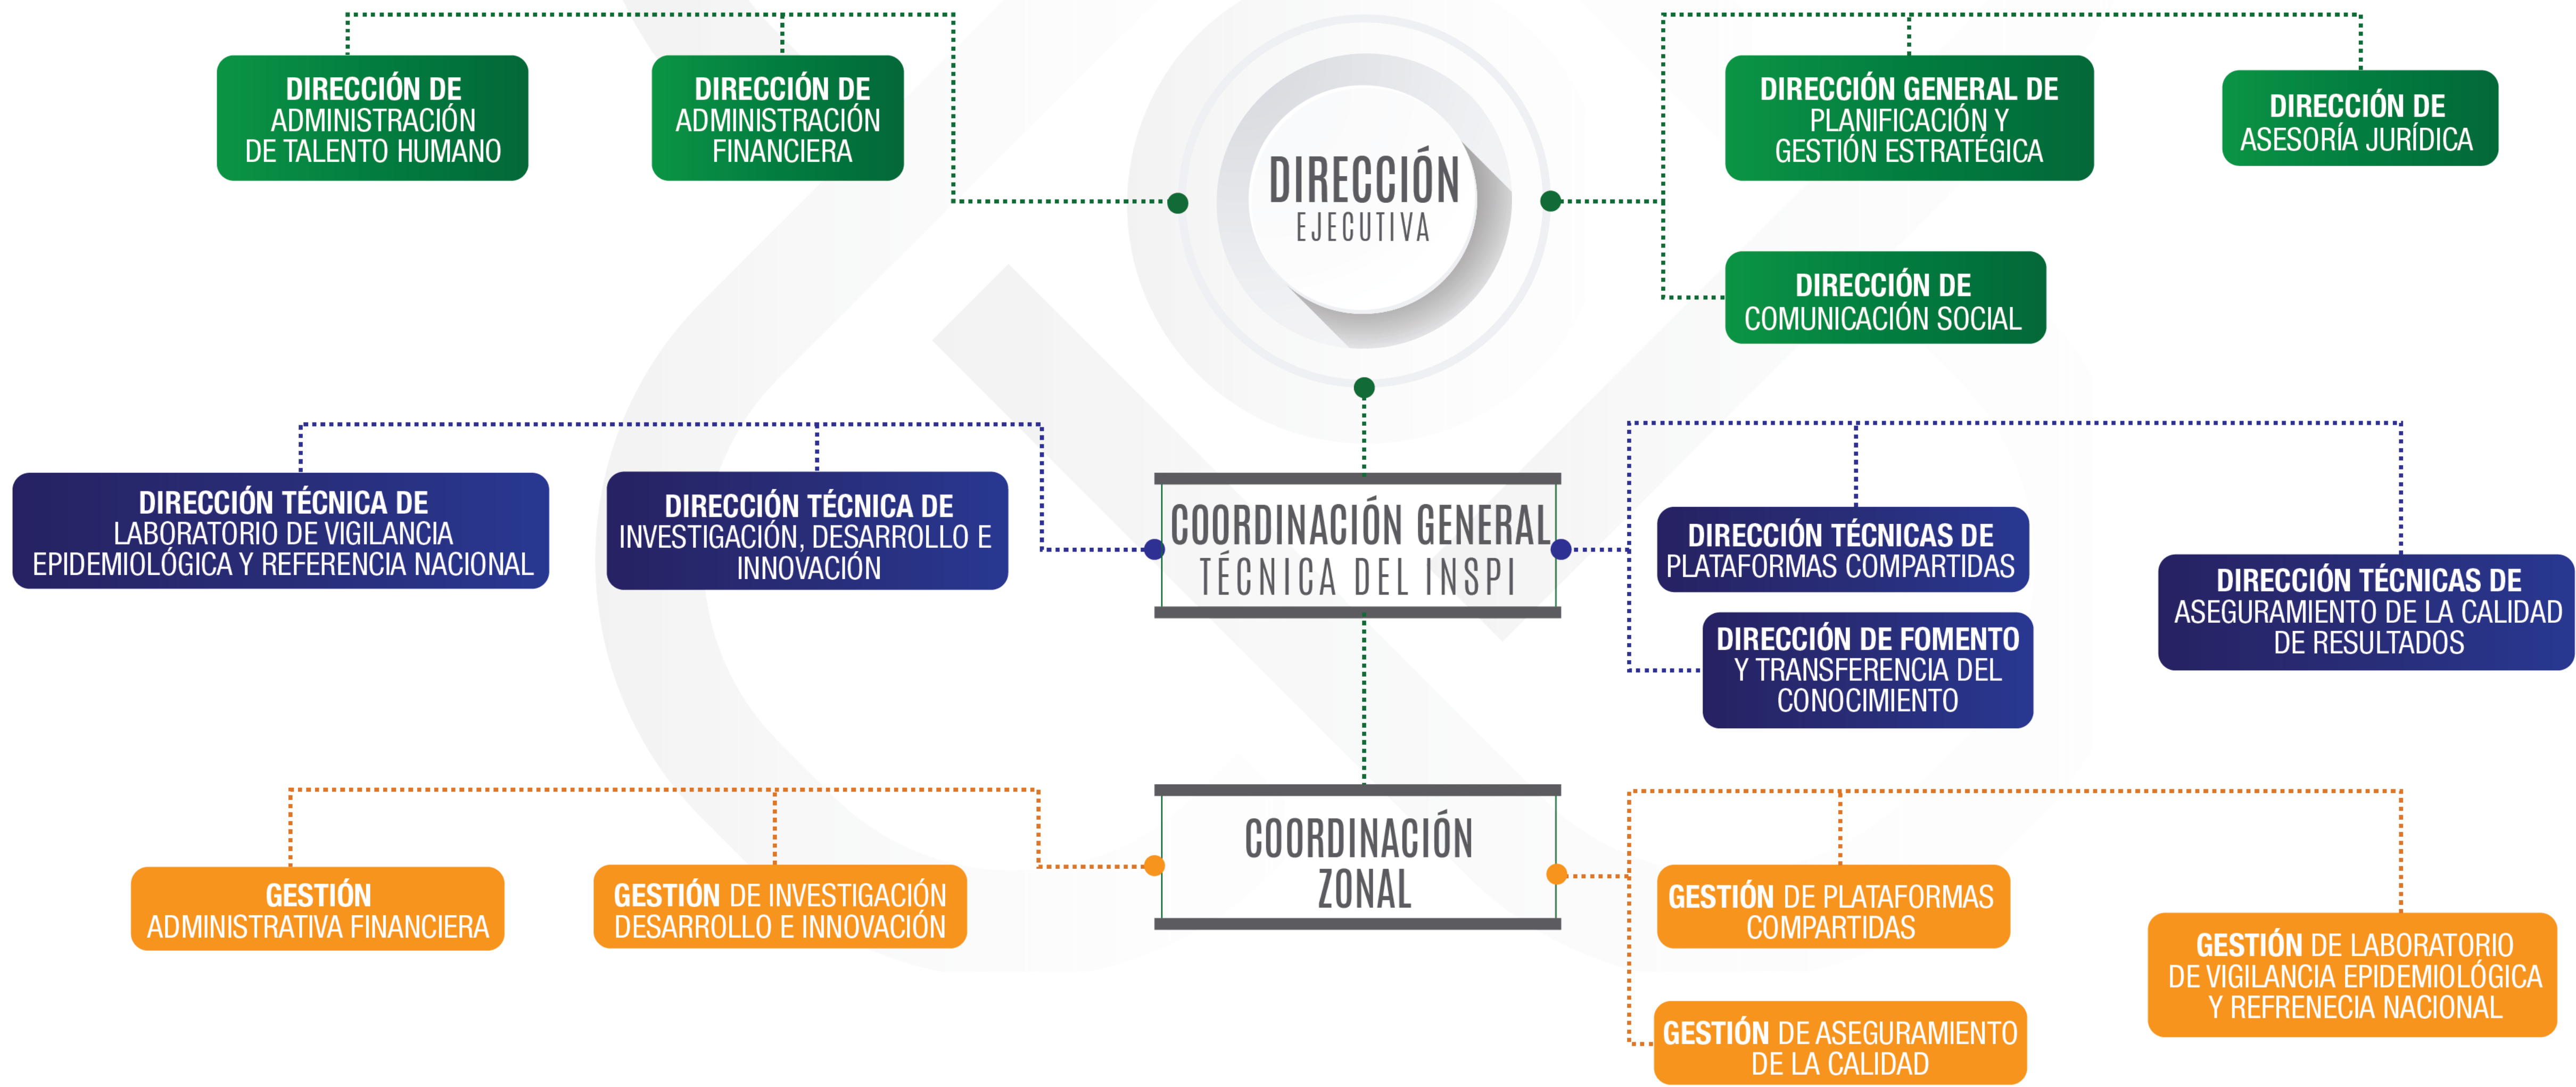 DIRECCIÓN DE
ADMINISTRACIÓN
DE TALENTO HUMANO
DIRECCIÓN DE
ADMINISTRACIÓN
FINANCIERA
DIRECCIÓN
EJECUTIVA
DIRECCIÓN GENERAL DE
PLANIFICACIÓN Y
GESTIÓN ESTRATÉGICA
DIRECCIÓN DE
ASESORÍA JURÍDICA
DIRECCIÓN DE
COMUNICACIÓN SOCIAL
DIRECCIÓN TÉCNICA DE
LABORATORIO DE VIGILANCIA
EPIDEMIOLÓGICA Y REFERENCIA NACIONAL
DIRECCIÓN TÉCNICA DE
INVESTIGACIÓN, DESARROLLO E
INNOVACIÓN
COORDINACIÓN GENERAL
TÉCNICA DEL INSPI
DIRECCIÓN TÉCNICAS DE
PLATAFORMAS COMPARTIDAS
DIRECCIÓN DE FOMENTO
Y TRANSFERENCIA DEL
CONOCIMIENTO
DIRECCIÓN TÉCNICAS DE
ASEGURAMIENTO DE LA CALIDAD
DE RESULTADOS
GESTIÓN
ADMINISTRATIVA FINANCIERA
GESTIÓN DE INVESTIGACIÓN
DESARROLLO E INNOVACIÓN
COORDINACIÓN
ZONAL
GESTIÓN DE PLATAFORMAS
COMPARTIDAS
GESTIÓN DE ASEGURAMIENTO
DE LA CALIDAD
GESTIÓN DE LABORATORIO
DE VIGILANCIA EPIDEMIOLÓGICA
Y REFRENECIA NACIONAL